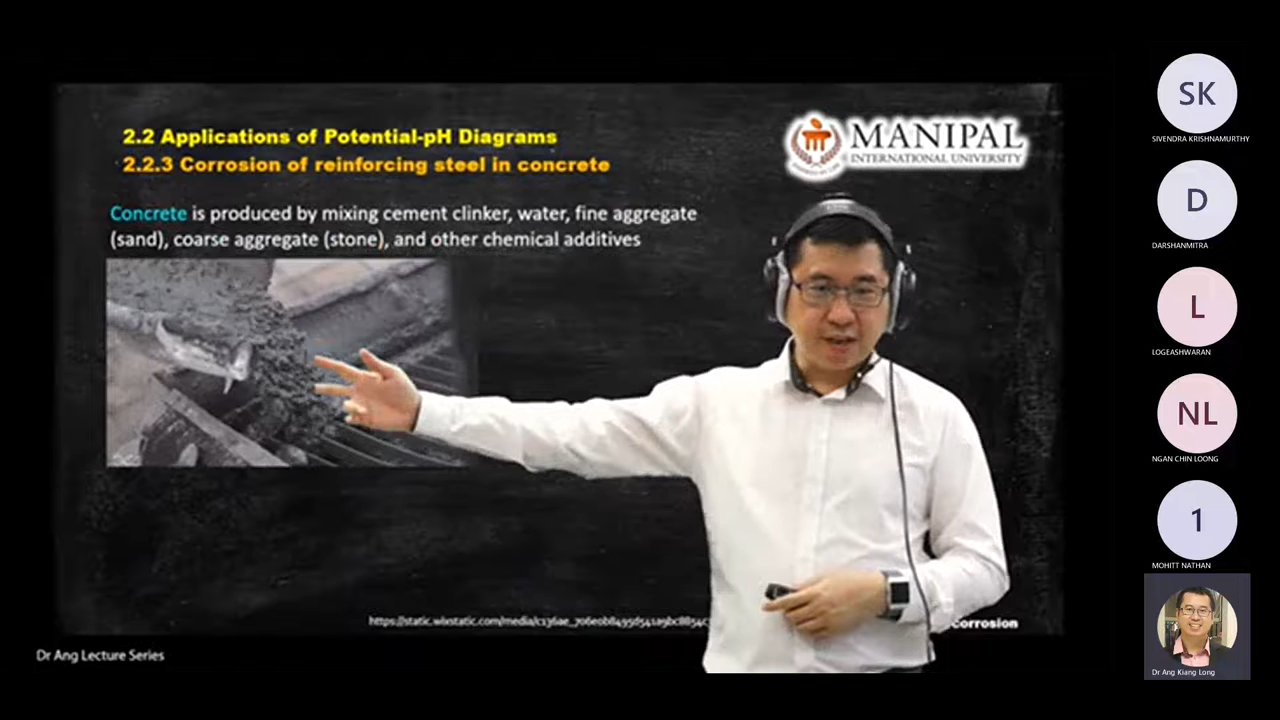 2.2 Applications of Potential-pH Diagrams
2.2.3 Corrosion of reinforcing steel in concrete
MANIPAL
INTERNATIONAL UNIVERSITY
Concrete is produced by mixing cement clinker, water, fine aggregate
(sand), coarse aggregate (stone), and other chemical additives
corrosion
Dr Ang Lecture Series
SK
SIVENDRA KRISHNAMURTHY
D
DARSHANMITRA
L
LOGEASHWARAN
NL
NGAN CHIN LOONG
1
MOHITT NATHAN
Dr Ang Kiang Long